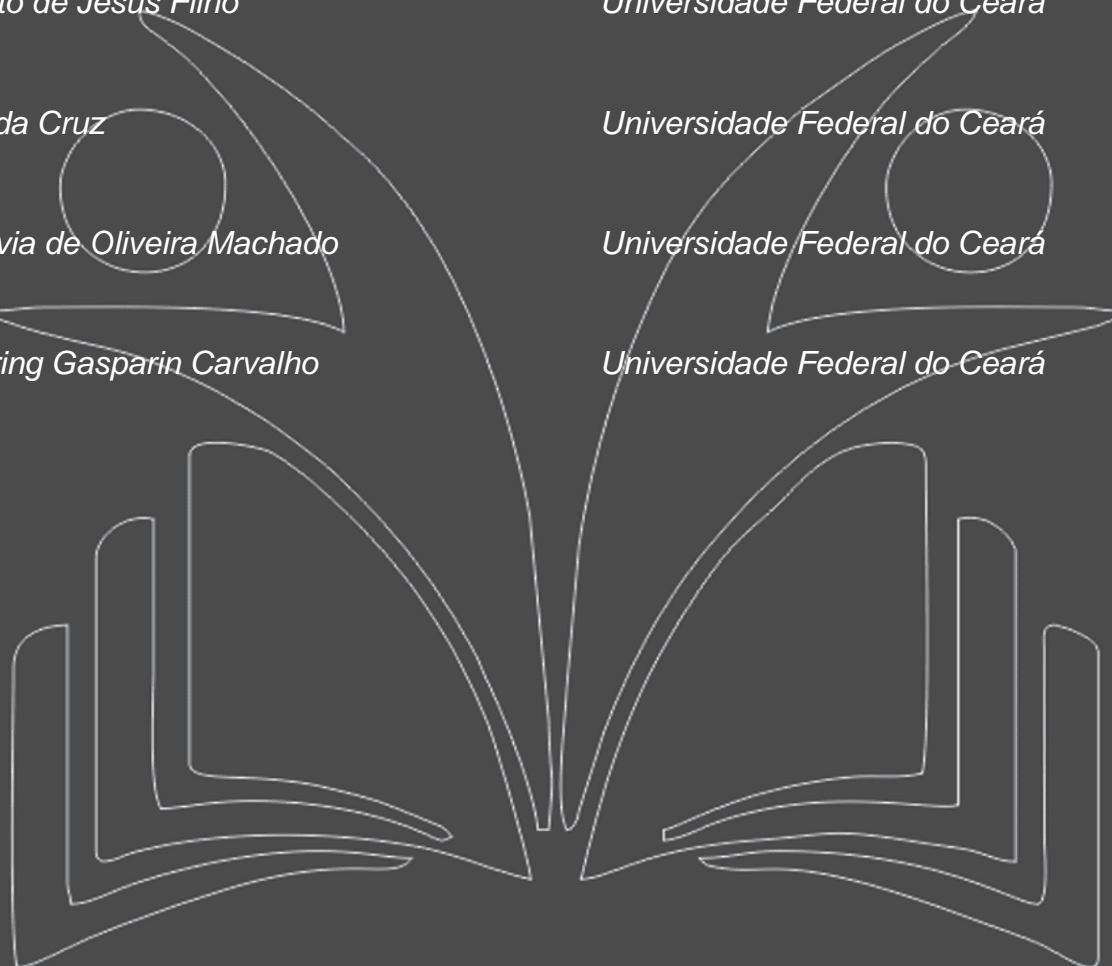 to de Jesus Filho Universidade Federal do Ceará
da Cruz Universidade Federal do Ceará
via de Oliveira Machado Universidade Federal do Ceará
ring Gasparin Carvalho Universidade Federal do Ceará